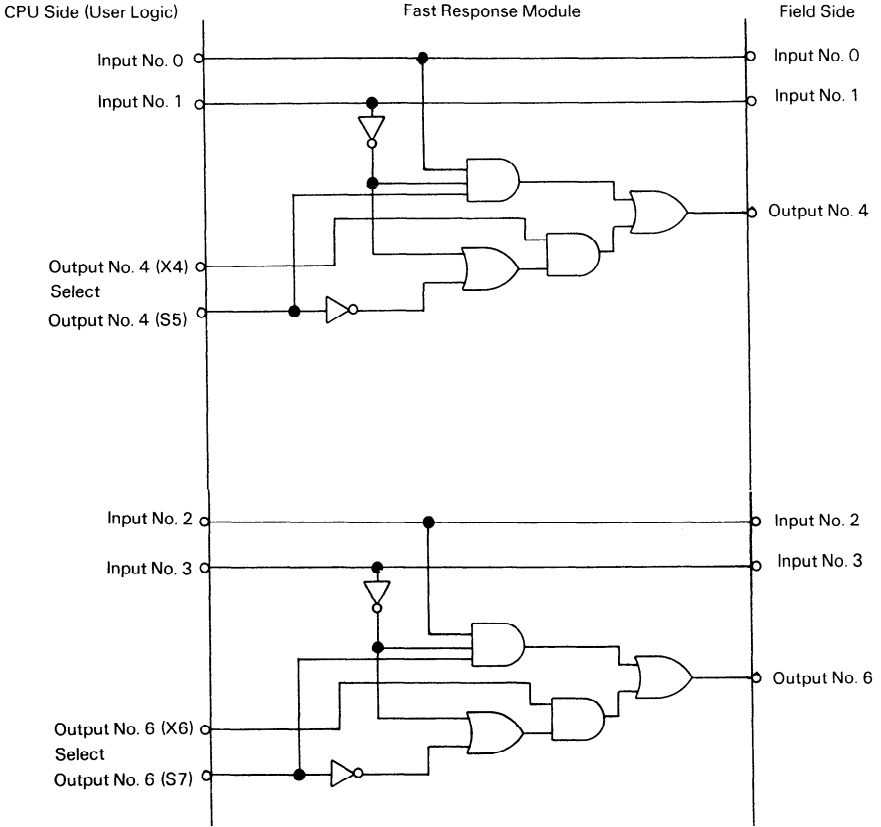 CPU Side (User Logic) Fast Response Module Field Side
Input No. 0 Input No. 0
Input No. 1 Input No. 1
Output No. 4
Output No. 4 (X4)
Select
Output No. 4 (S5)
Input No. 2 Input No. 2
Input No. 3 Input No. 3
Output No. 6
Output No. 6 (X6)
Select
Output No. 6 (S7)